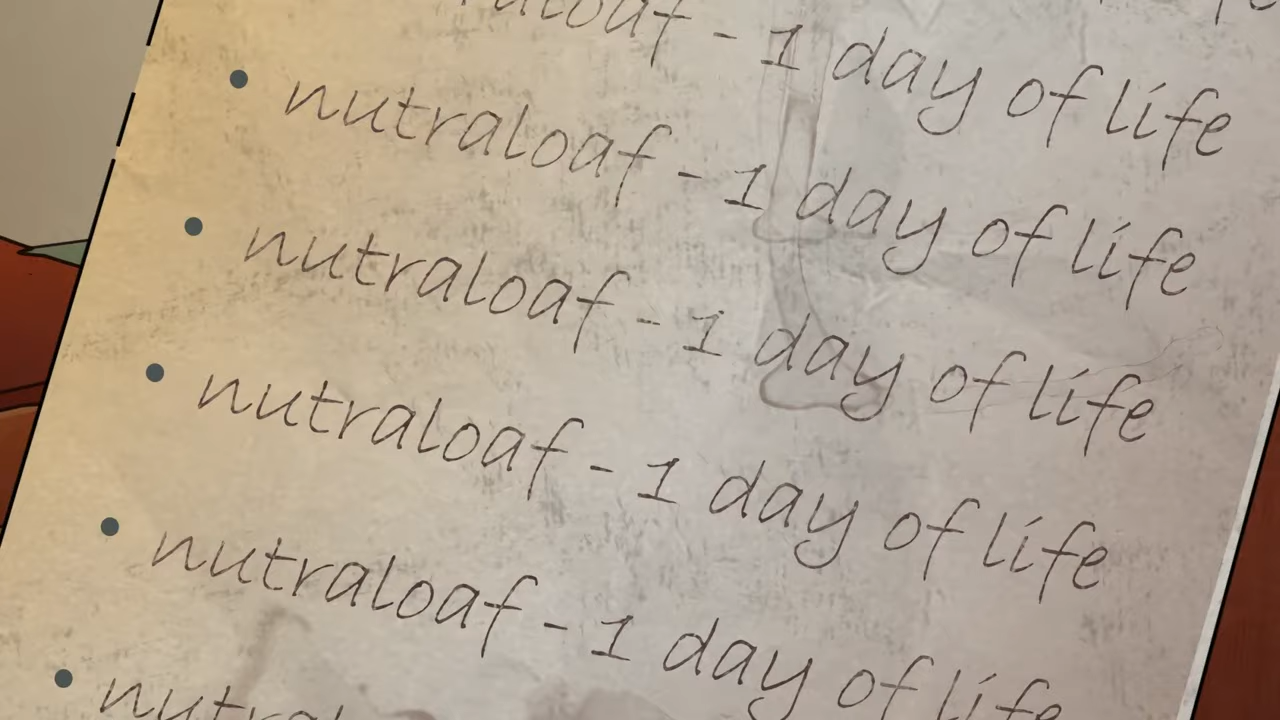 - 1 day of life
• nutraloaf - 1 day of life
• nutraloaf - 1 day of life
• nutraloaf - 1 day of life
• nutraloaf - 1 day of life